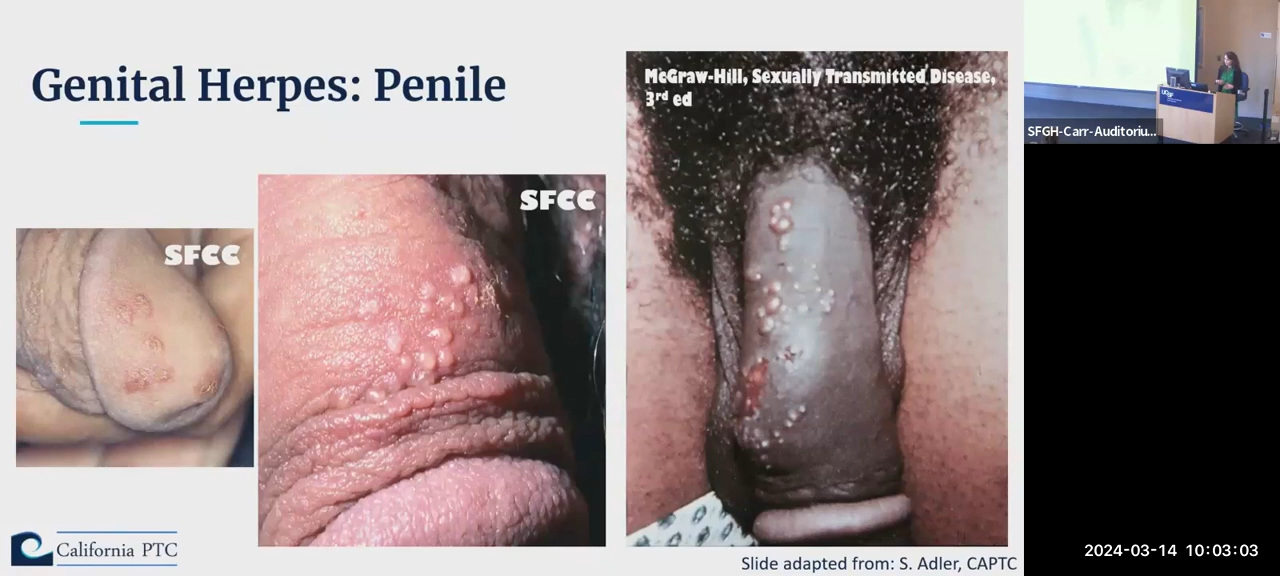 Genital Herpes: Penile
McGraw-Hill, Sexually Transmitted Disease,
3rd ed
SFCC
SFCC
UCSF
SFGH-Carr-Auditoriu...
California PTC
Slide adapted from: S. Adler, CAPTC
2024-03-14 10:03:03